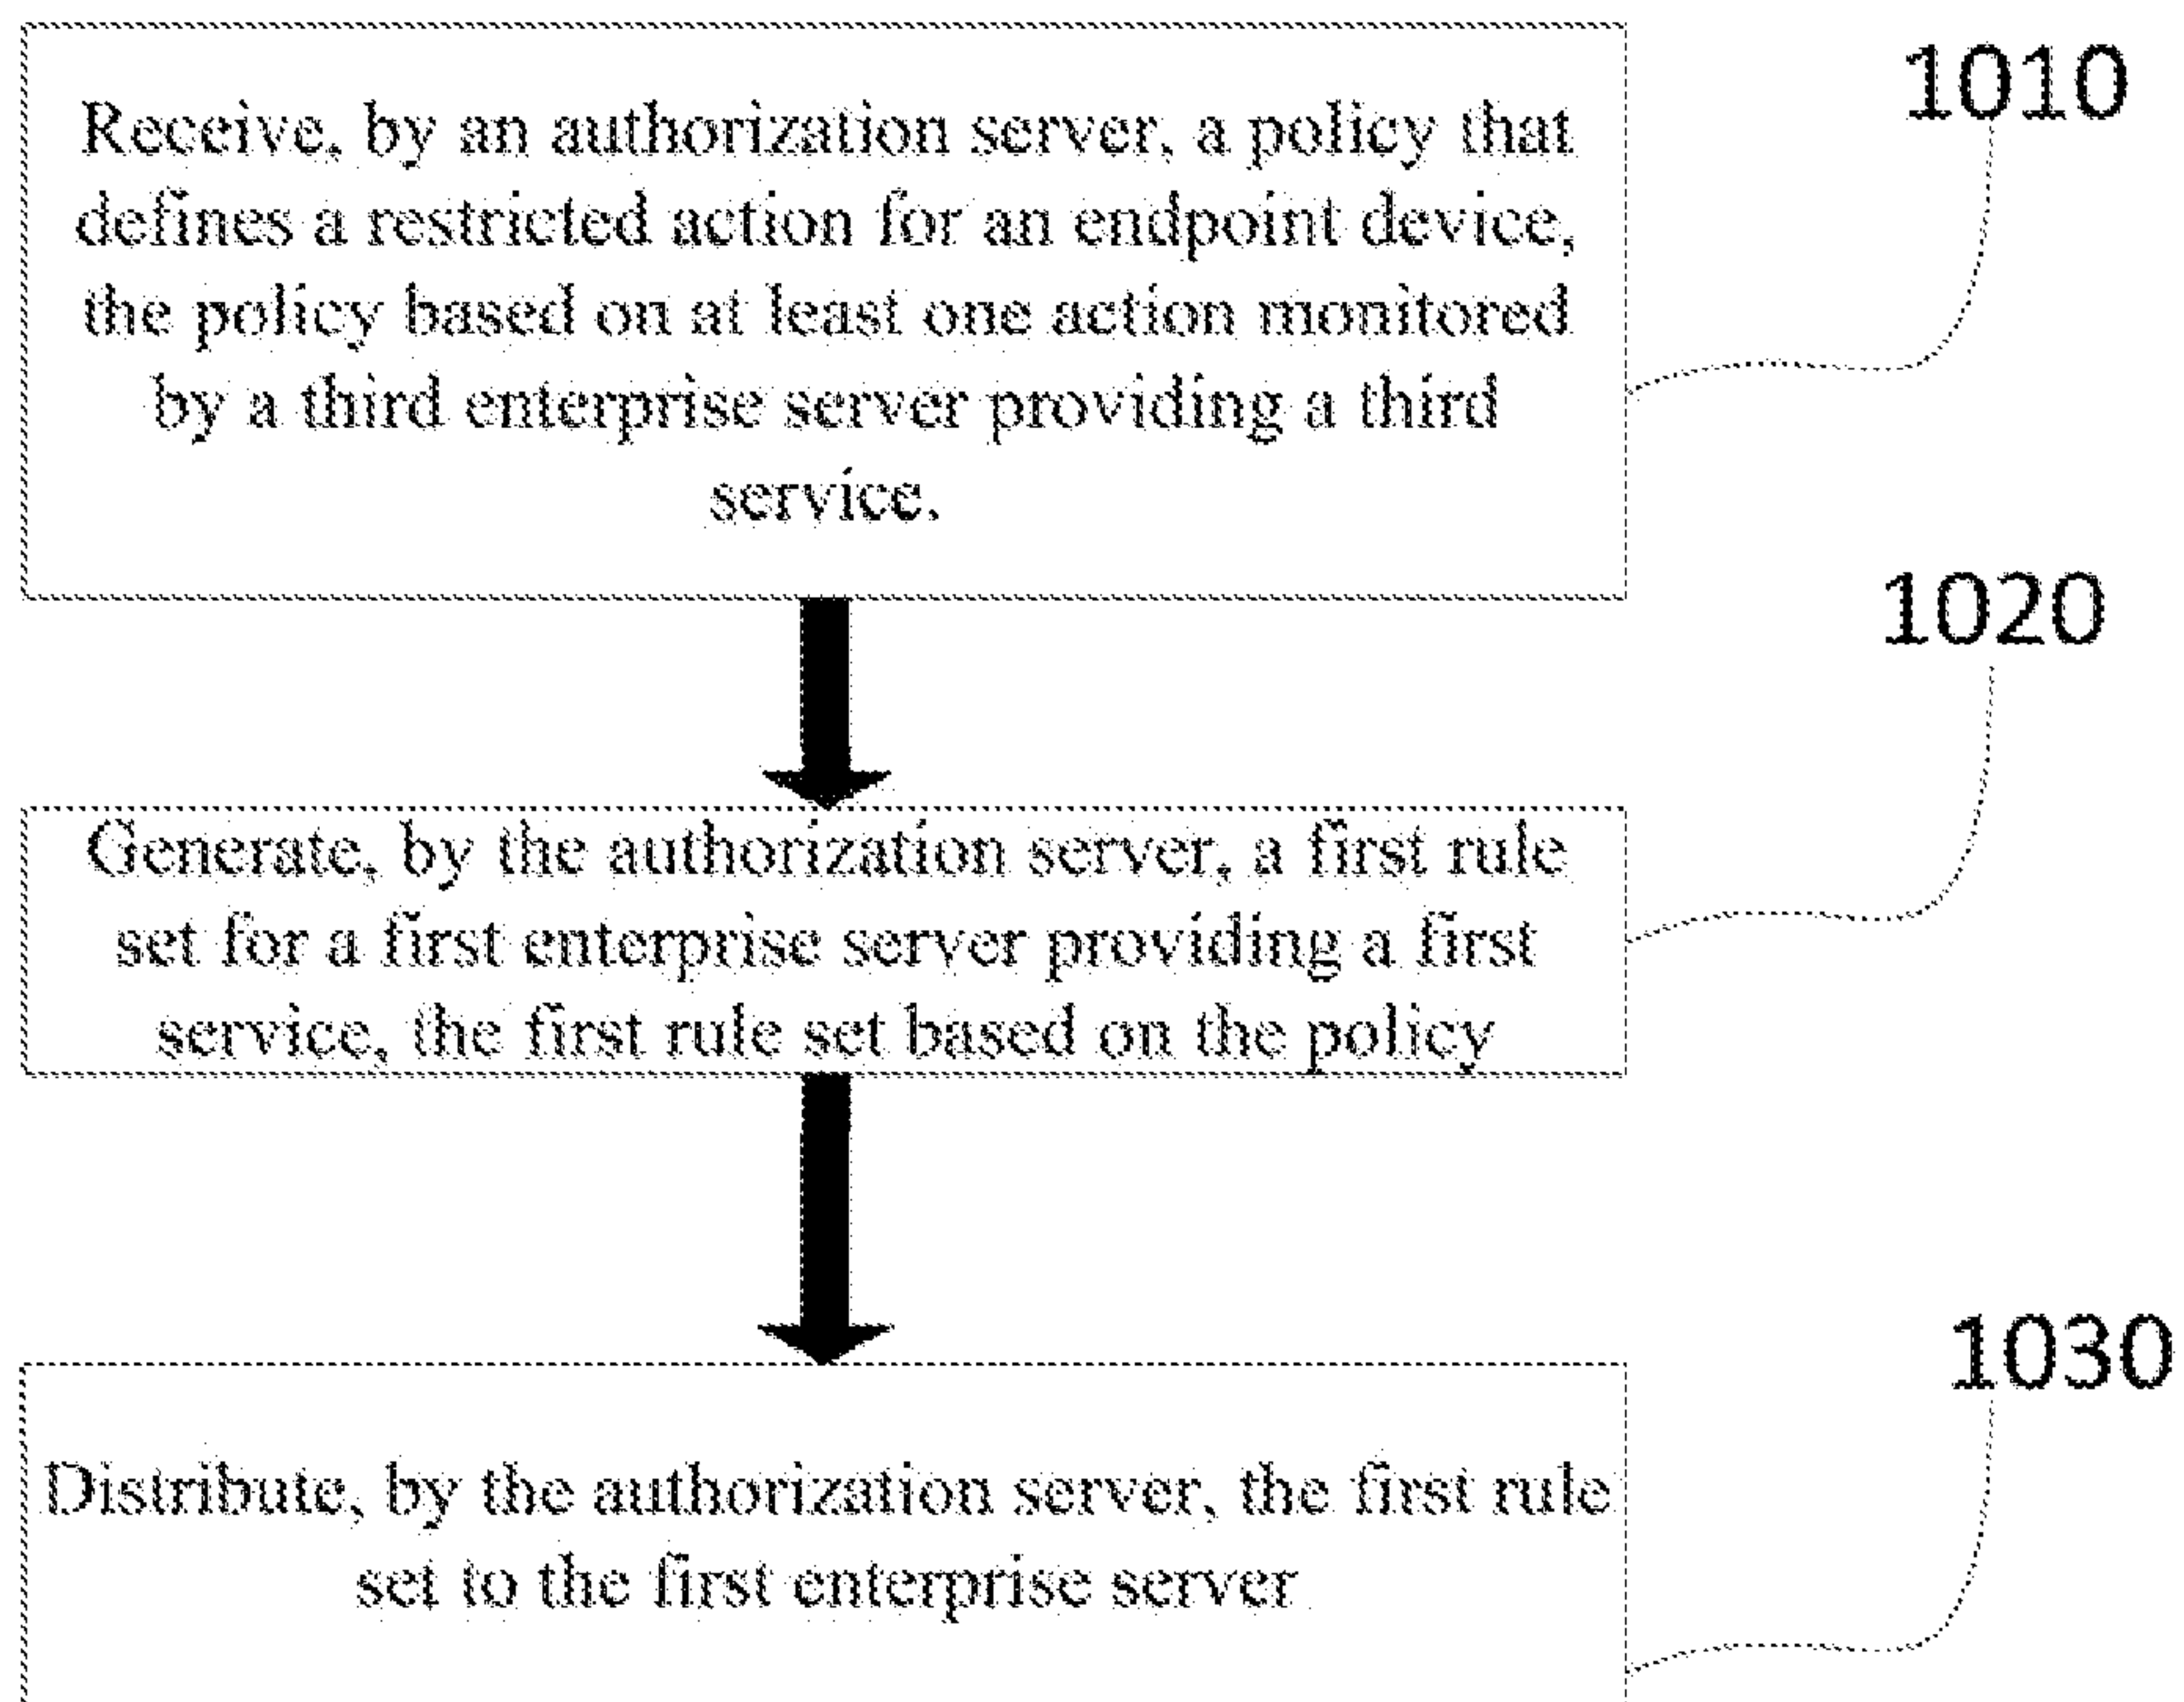 1010
Receive, by an authorization server, a policy that
defines a restricted action for an endpoint device,
the policy based on at least one action monitored
by a third enterprise server providing a third
service.
1020
Generate, by the authorization server, a first rule
set for a first enterprise server providing a first
service, the first rule set based on the policy
1030
Distribute, by the authorization server, the first rule
set to the first enterprise server